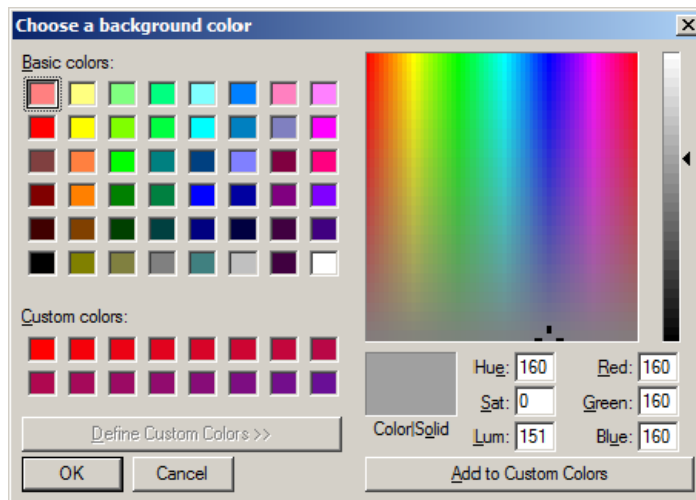 Choose a background color
Basic colors:
Custom colors:
Define Custom Colors >>
OK Cancel
Color|Solid
Hue: 160
Sat: 0
Lum: 151
Red: 160
Green: 160
Blue: 160
Add to Custom Colors